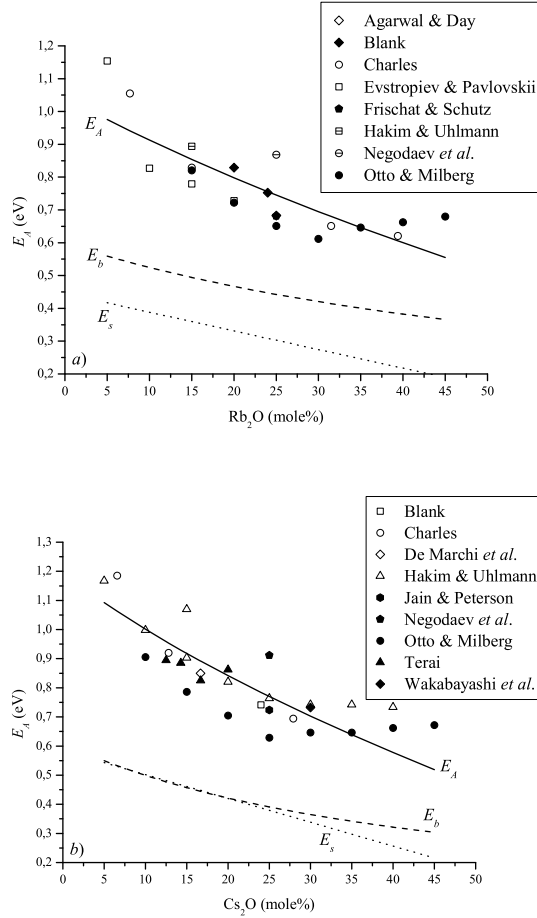 Agarwal & Day
Blank
Charles
Evstropiev & Pavlovskii
Frischat & Schutz
Hakim & Uhlmann
Negodaev et al.
Otto & Milberg
1,2
1,1
1,0
0,9
0,8
0,7
0,6
0,5
0,4
0,3
0,2
E_A (eV)
E_A
E_b
E_s
a)
0 5 10 15 20 25 30 35 40 45 50
Rb₂O (mole%)
Blank
Charles
De Marchi et al.
Hakim & Uhlmann
Jain & Peterson
Negodaev et al.
Otto & Milberg
Terai
Wakabayashi et al.
1,3
1,2
1,1
1,0
0,9
0,8
0,7
0,6
0,5
0,4
0,3
0,2
E_A (eV)
E_A
E_b
E_s
b)
0 5 10 15 20 25 30 35 40 45 50
Cs₂O (mole%)